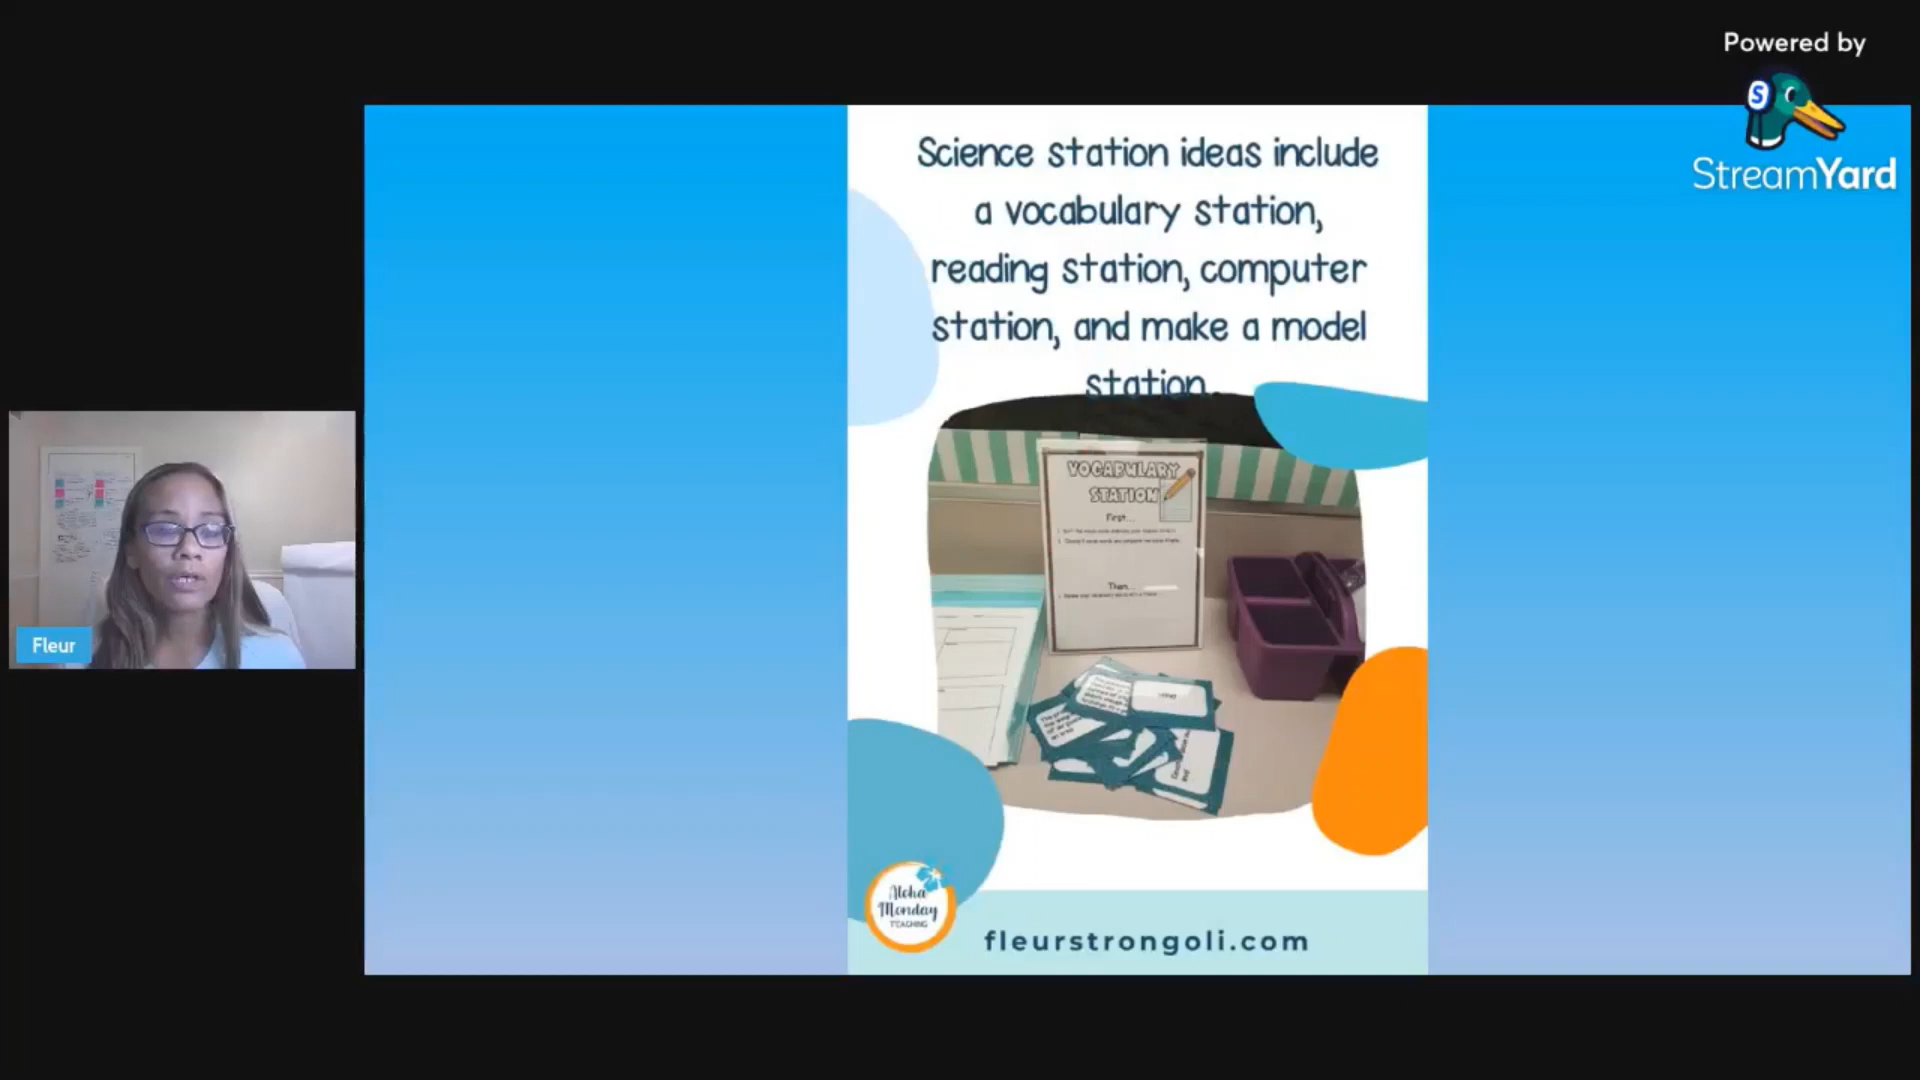 Powered by
StreamYard
Science station ideas include
a vocabulary station,
reading station, computer
station, and make a model
station.
VOCABULARY
STATION
First...
Then...
Fleur
Aloha
Monday
TEACHING
fleurstrongoli.com